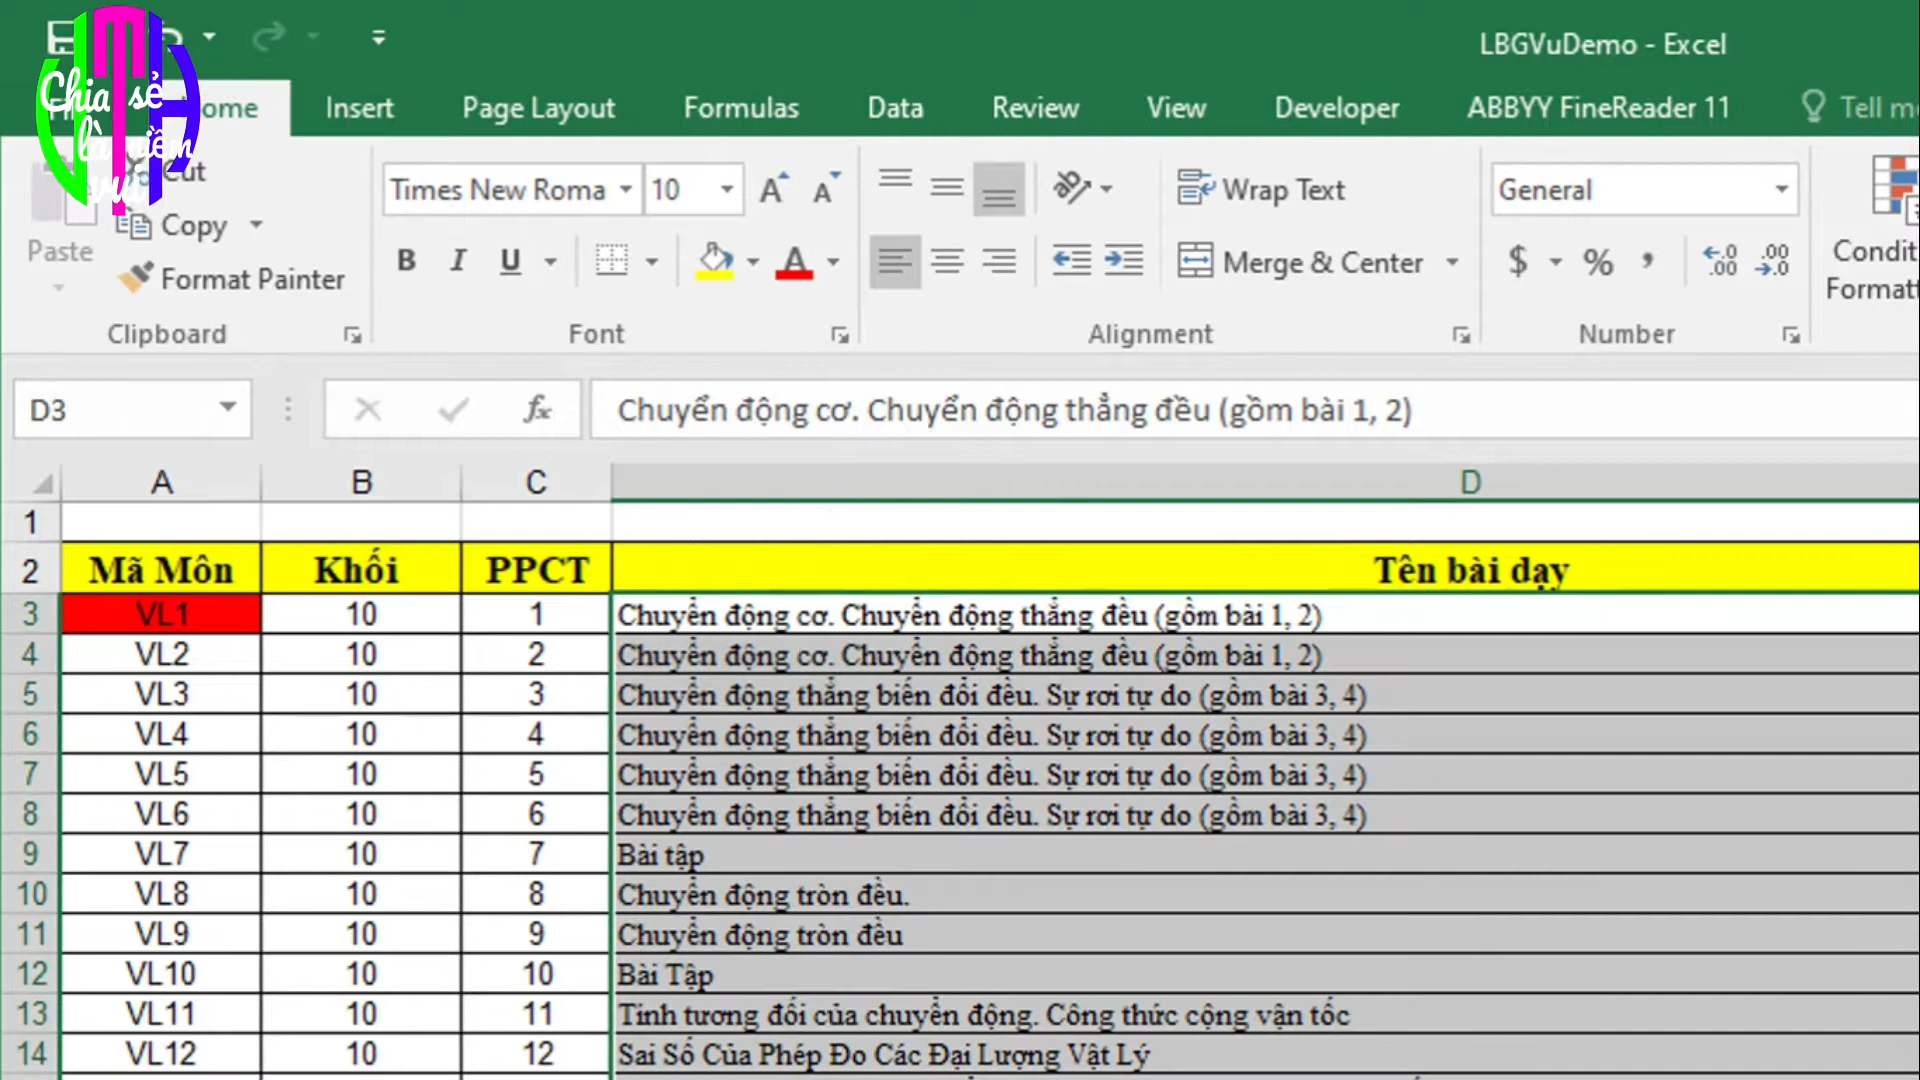 LBGVuDemo - Excel
Chia sẻ
là niềm
vui
Insert
Page Layout
Formulas
Data
Review
View
Developer
ABBYY FineReader 11
Paste
Copy
Format Painter
Clipboard
Times New Roma
10
B I U
Font
Wrap Text
Merge & Center
Alignment
General
$ % ,
Number
D3
fx
Chuyển động cơ. Chuyển động thẳng đều (gồm bài 1, 2)
A B C D
1
2 Mã Môn Khối PPCT Tên bài dạy
3 VL1 10 1 Chuyển động cơ. Chuyển động thẳng đều (gồm bài 1, 2)
4 VL2 10 2 Chuyển động cơ. Chuyển động thẳng đều (gồm bài 1, 2)
5 VL3 10 3 Chuyển động thẳng biến đổi đều. Sự rơi tự do (gồm bài 3, 4)
6 VL4 10 4 Chuyển động thẳng biến đổi đều. Sự rơi tự do (gồm bài 3, 4)
7 VL5 10 5 Chuyển động thẳng biến đổi đều. Sự rơi tự do (gồm bài 3, 4)
8 VL6 10 6 Chuyển động thẳng biến đổi đều. Sự rơi tự do (gồm bài 3, 4)
9 VL7 10 7 Bài tập
10 VL8 10 8 Chuyển động tròn đều.
11 VL9 10 9 Chuyển động tròn đều
12 VL10 10 10 Bài Tập
13 VL11 10 11 Tính tương đối của chuyển động. Công thức cộng vận tốc
14 VL12 10 12 Sai Số Của Phép Đo Các Đại Lượng Vật Lý